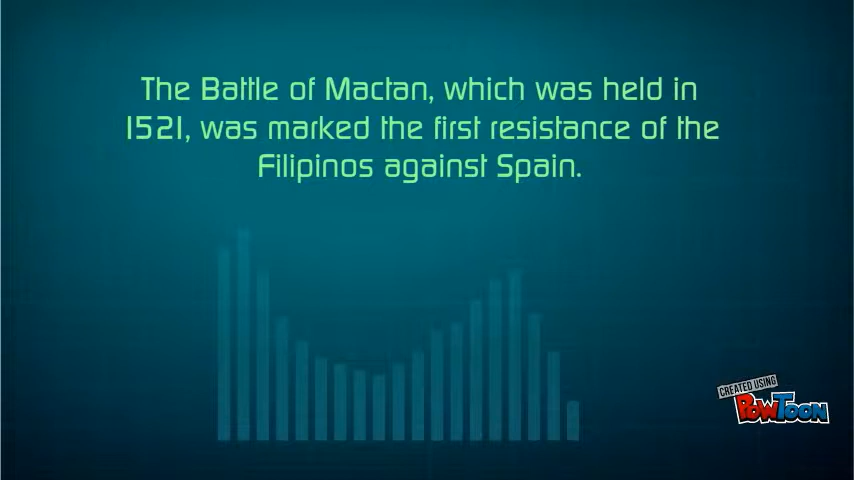 The Battle of Mactan, which was held in
1521, was marked the first resistance of the
Filipinos against Spain.
CREATED USING
POWTOON